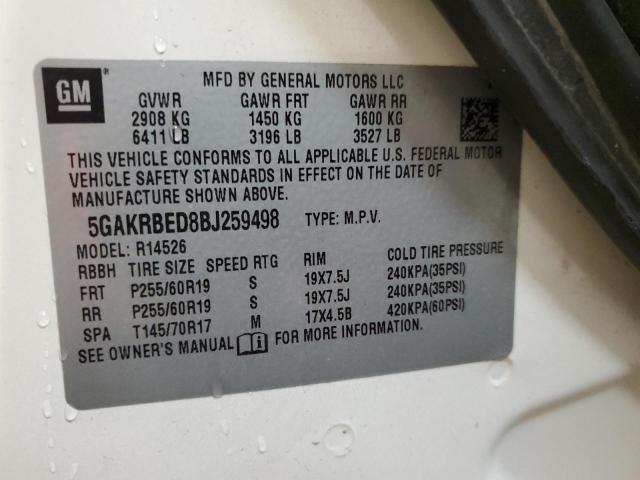 GM ®
MFD BY GENERAL MOTORS LLC
GVWR GAWR FRT GAWR RR
2908 KG 1450 KG 1600 KG
6411 LB 3196 LB 3527 LB
THIS VEHICLE CONFORMS TO ALL APPLICABLE U.S. FEDERAL MOTOR
VEHICLE SAFETY STANDARDS IN EFFECT ON THE DATE OF
MANUFACTURE SHOWN ABOVE.
5GAKRBED8BJ259498 TYPE: M.P.V.
MODEL: R14526
RBBH TIRE SIZE SPEED RTG RIM COLD TIRE PRESSURE
FRT P255/60R19 S 19X7.5J 240KPA(35PSI)
RR P255/60R19 S 19X7.5J 240KPA(35PSI)
SPA T145/70R17 M 17X4.5B 420KPA(60PSI)
SEE OWNER'S MANUAL FOR MORE INFORMATION.